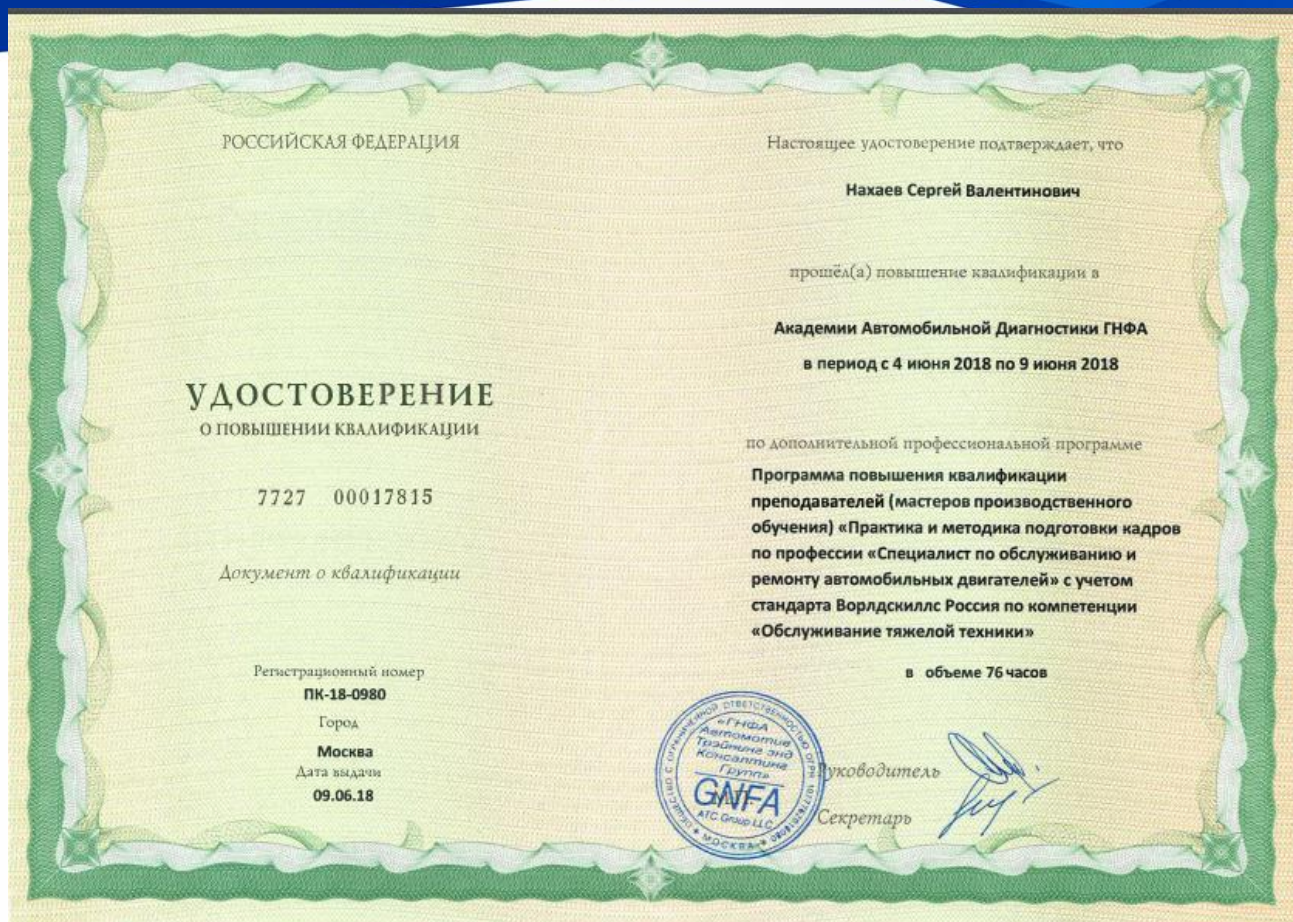 РОССИЙСКАЯ ФЕДЕРАЦИЯ
УДОСТОВЕРЕНИЕ
О ПОВЫШЕНИИ КВАЛИФИКАЦИИ
7727 00017815
Документ о квалификации
Регистрационный номер
ПК-18-0980
Город
Москва
Дата выдачи
09.06.18
Настоящее удостоверение подтверждает, что
Нахаев Сергей Валентинович
прошёл(а) повышение квалификации в
Академии Автомобильной Диагностики ГНФА
в период с 4 июня 2018 по 9 июня 2018
по дополнительной профессиональной программе
Программа повышения квалификации
преподавателей (мастеров производственного
обучения) «Практика и методика подготовки кадров
по профессии «Специалист по обслуживанию и
ремонту автомобильных двигателей» с учетом
стандарта Ворлдскиллс Россия по компетенции
«Обслуживание тяжелой техники»
в объеме 76 часов
Руководитель
Секретарь
ОБЩЕСТВО С ОГРАНИЧЕННОЙ ОТВЕТСТВЕННОСТЬЮ ОГРН
МОСКВА
«ГНФА
Автомотив
Трэйнинг энд
Консалтинг
Групп»
GNFA
ATC Group LLC